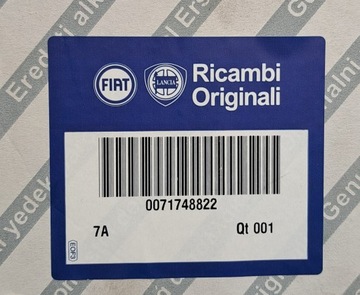 FIAT
LANCIA
Ricambi
Originali
0071748822
7A
Qt 001